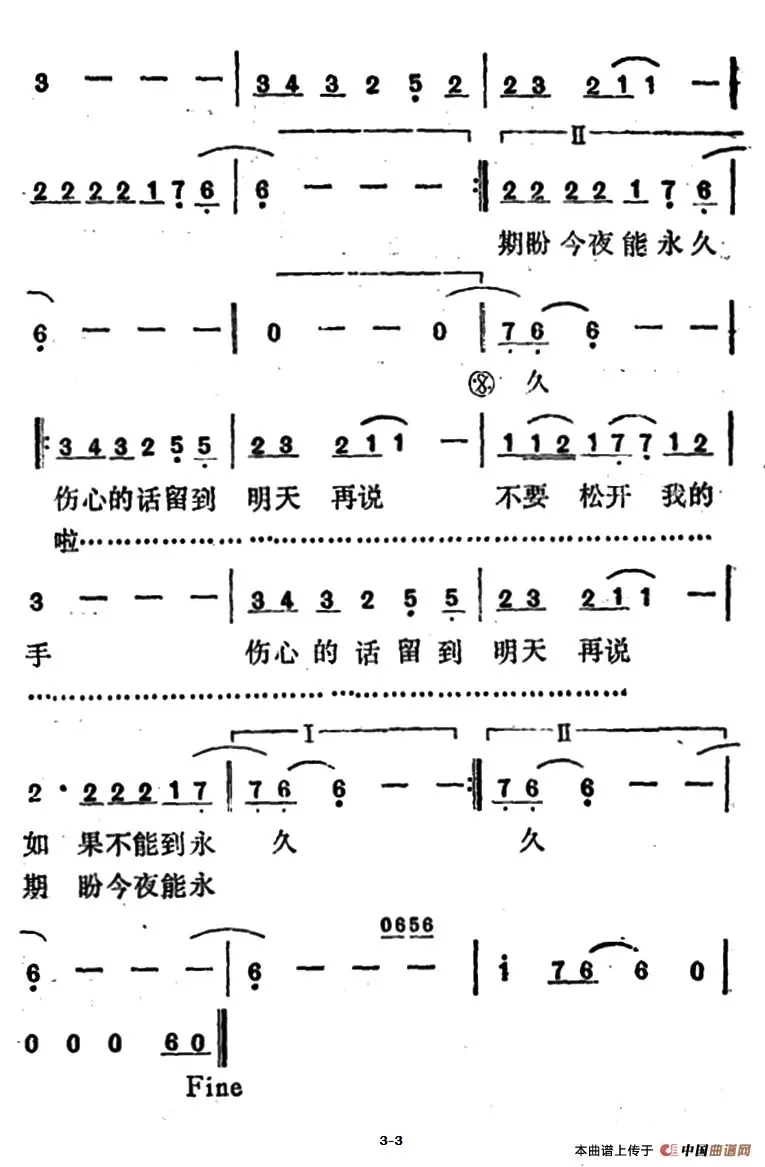 3 — — — | 3 4 3 2 5 2 | 2 3 2 1 1 — |
II
2 2 2 2 1 7 6 | 6 — — — :| 2 2 2 2 1 7 6 |
期盼今夜能永久
6 — — — | 0 — — 0 | 7 6 6 — — |
久
|: 3 4 3 2 5 5 | 2 3 2 1 1 — | 1 1 2 1 7 7 1 2 |
伤心的话留到 明天 再说 不要 松开 我的
啦……………………………………
3 — — — | 3 4 3 2 5 5 | 2 3 2 1 1 — |
手 伤心的话留到 明天 再说
……………………………………
I II
2 · 2 2 2 1 7 | 7 6 6 — — :| 7 6 6 — — |
如 果不能到永 久 久
期 盼今夜能永
0656
6 — — — | 6 — — — | i 7 6 6 0 |
0 0 0 6 0 ||
Fine
3-3
本曲谱上传于 中国曲谱网